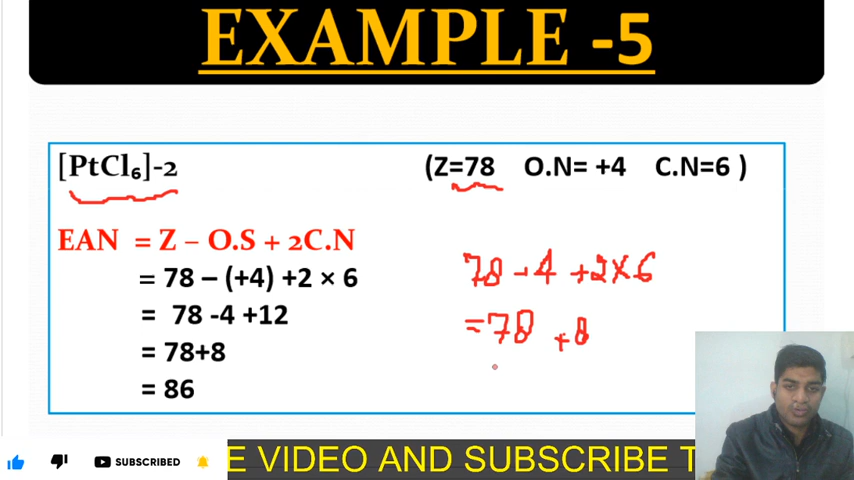 EXAMPLE -5
[PtCl₆]-2 (Z=78 O.N= +4 C.N=6 )
EAN = Z – O.S + 2C.N
= 78 – (+4) +2 × 6
= 78 -4 +12
= 78+8
= 86
78 - 4 + 2 × 6
= 78 + 8
SUBSCRIBED
E VIDEO AND SUBSCRIBE T